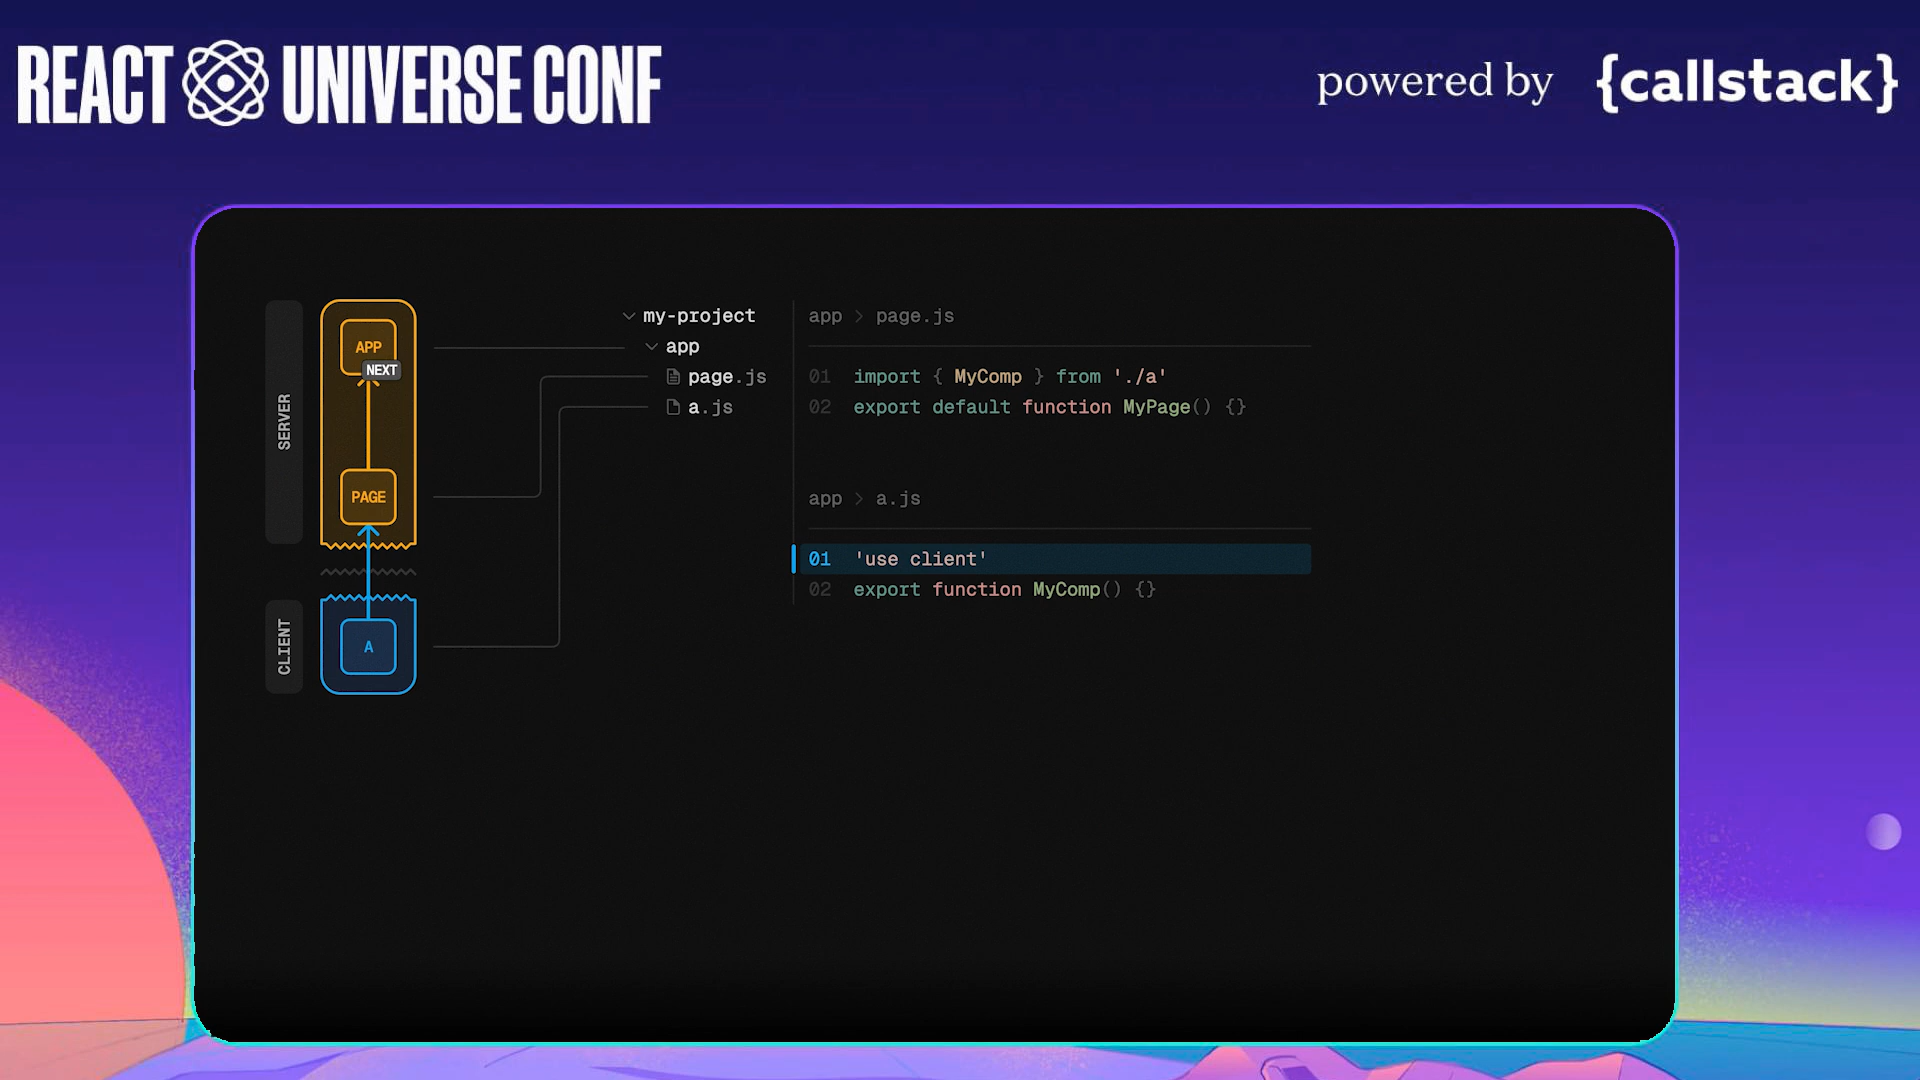 REACT UNIVERSE CONF
powered by {callstack}
SERVER
APP
NEXT
PAGE
CLIENT
A
my-project
app
page.js
a.js
app > page.js
01 import { MyComp } from './a'
02 export default function MyPage() {}
app > a.js
01 'use client'
02 export function MyComp() {}